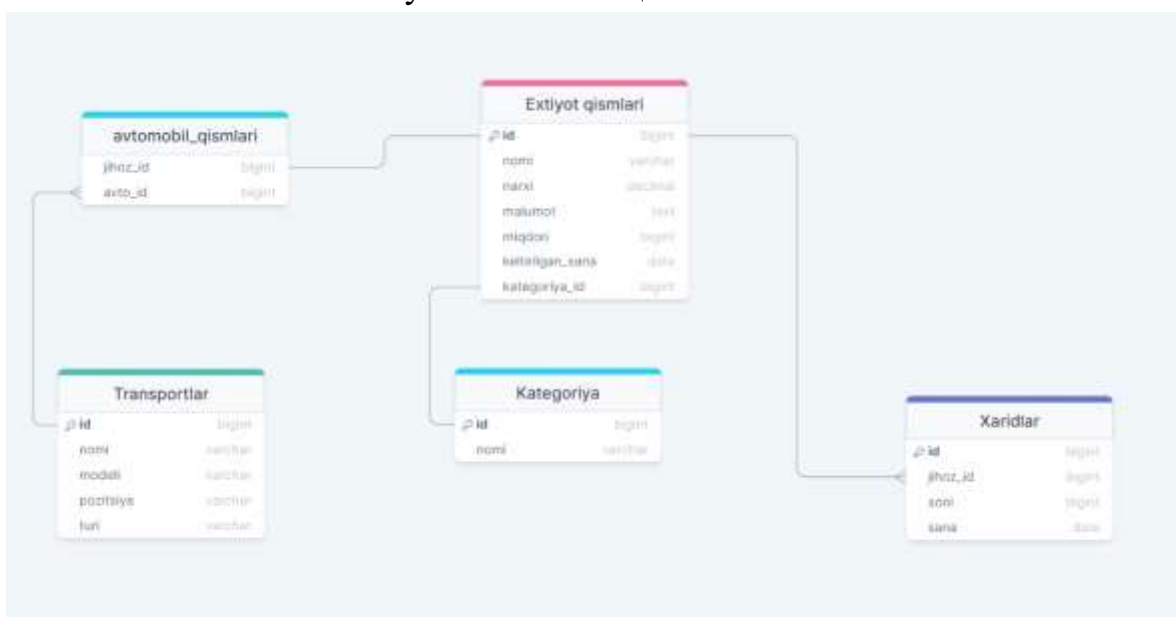 avtomobil_qismlari
jihoz_id bigint
avto_id bigint
Extiyot qismlari
id bigint
nomi varchar
narxi decimal
malumot text
miqdori bigint
keltirilgan_sana date
kategoriya_id bigint
Transportlar
id bigint
nomi varchar
modeli varchar
pozitsiya varchar
turi varchar
Kategoriya
id bigint
nomi varchar
Xaridlar
id bigint
jihoz_id bigint
soni bigint
sana date